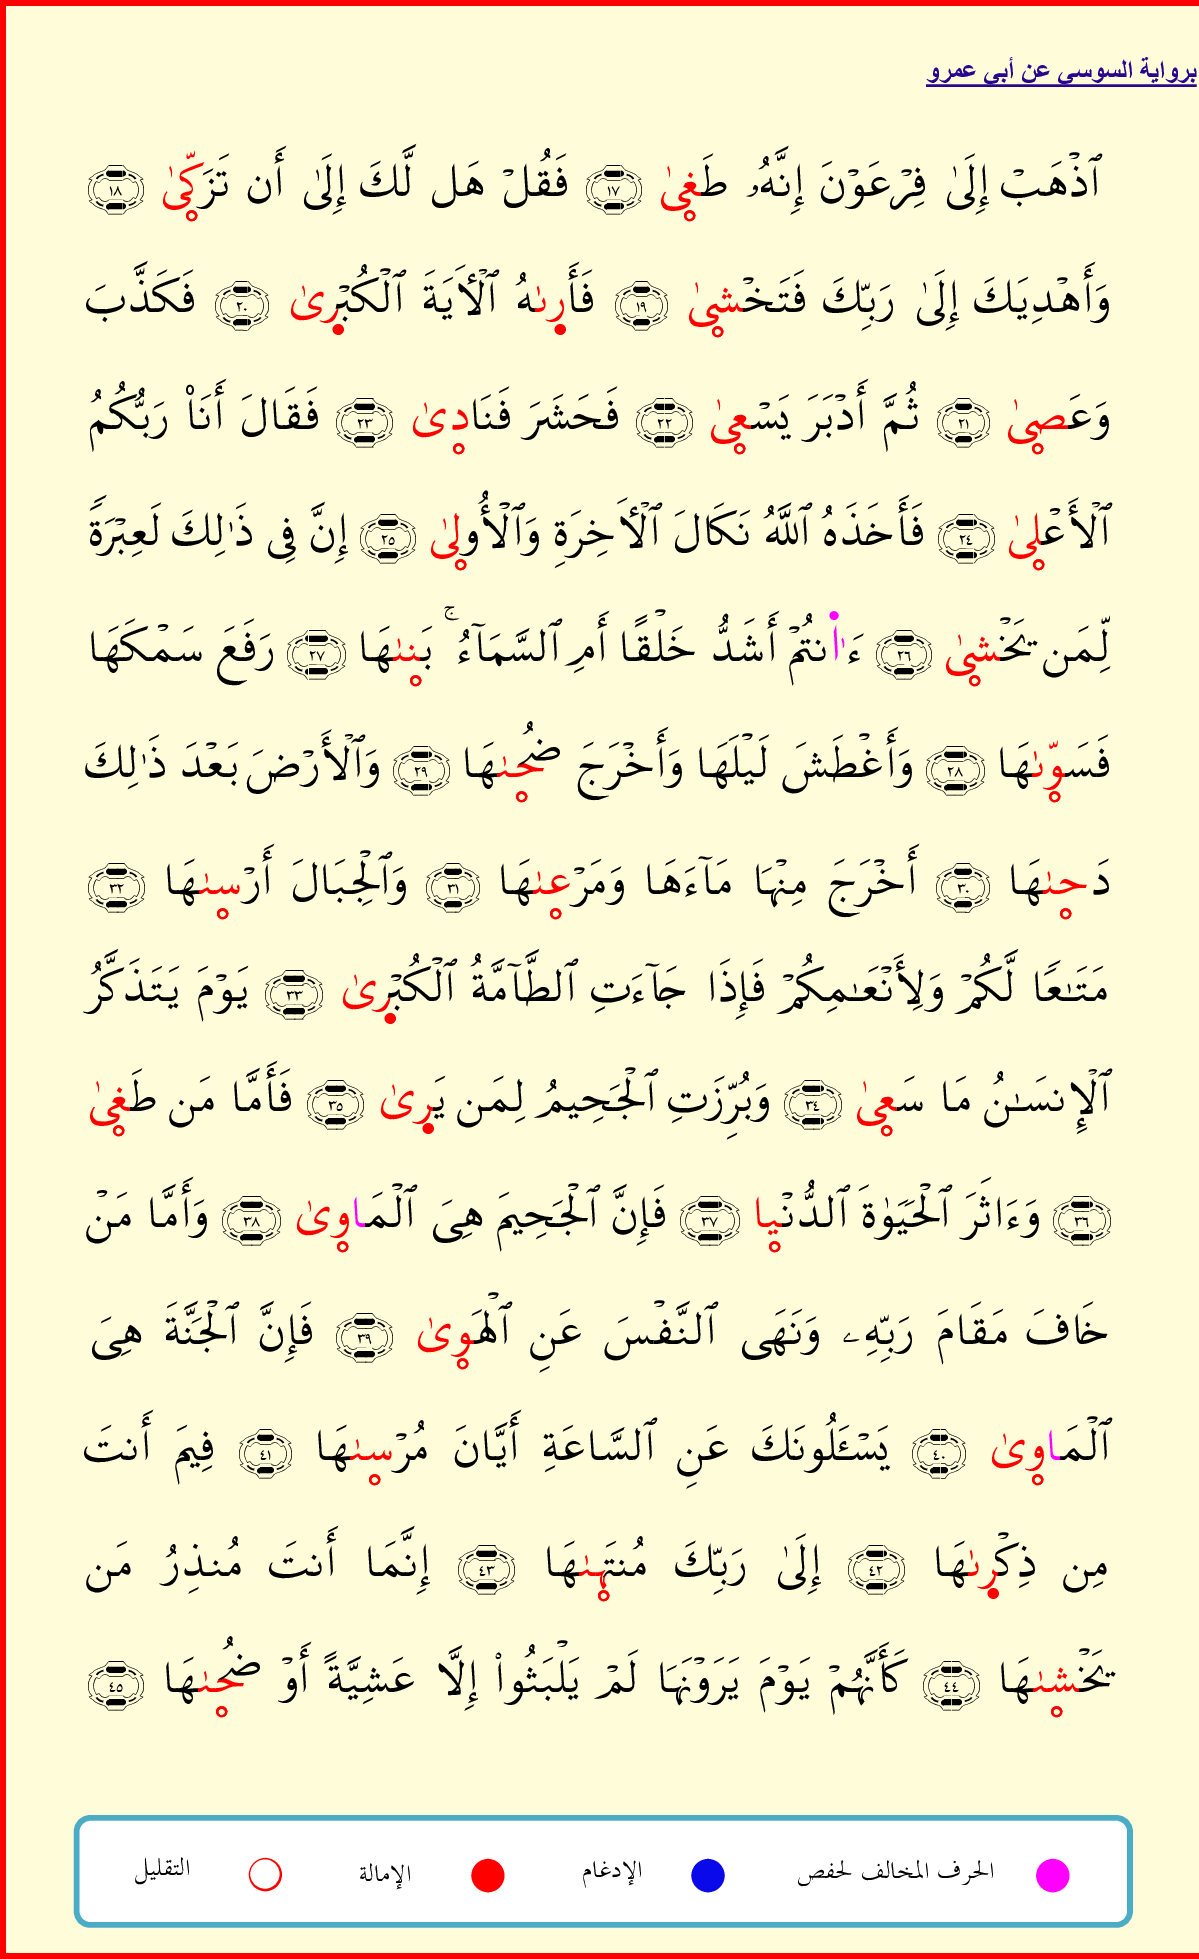 برواية السوسي عن أبي عمرو
ٱذْهَبْ إِلَىٰ فِرْعَوْنَ إِنَّهُۥ طَغِىٰ ١٧ فَقُلْ هَل لَّكَ إِلَىٰ أَن تَزَّكِّىٰ ١٨
وَأَهْدِيَكَ إِلَىٰ رَبِّكَ فَتَخْشِىٰ ١٩ فَأَرِىٰهُ ٱلْأَيَةَ ٱلْكُبْرِىٰ ٢٠ فَكَذَّبَ
وَعَصِىٰ ٢١ ثُمَّ أَدْبَرَ يَسْعِىٰ ٢٢ فَحَشَرَ فَنَادِىٰ ٢٣ فَقَالَ أَنَا۠ رَبُّكُمُ
ٱلْأَعْلِىٰ ٢٤ فَأَخَذَهُ ٱللَّهُ نَكَالَ ٱلْأَخِرَةِ وَٱلْأُولِىٰ ٢٥ إِنَّ فِى ذَٰلِكَ لَعِبْرَةً
لِّمَن يَخْشِىٰ ٢٦ ءَا۬نتُمْ أَشَدُّ خَلْقًا أَمِ ٱلسَّمَآءُ ۚ بَنِىٰهَا ٢٧ رَفَعَ سَمْكَهَا
فَسَوِّىٰهَا ٢٨ وَأَغْطَشَ لَيْلَهَا وَأَخْرَجَ ضُحِىٰهَا ٢٩ وَٱلْأَرْضَ بَعْدَ ذَٰلِكَ
دَحِىٰهَا ٣٠ أَخْرَجَ مِنْهَا مَآءَهَا وَمَرْعِىٰهَا ٣١ وَٱلْجِبَالَ أَرْسِىٰهَا ٣٢
مَتَٰعًا لَّكُمْ وَلِأَنْعَٰمِكُمْ فَإِذَا جَآءَتِ ٱلطَّآمَّةُ ٱلْكُبْرِىٰ ٣٣ يَوْمَ يَتَذَكَّرُ
ٱلْإِنسَٰنُ مَا سَعِىٰ ٣٤ وَبُرِّزَتِ ٱلْجَحِيمُ لِمَن يَرِىٰ ٣٥ فَأَمَّا مَن طَغِىٰ
٣٦ وَءَاثَرَ ٱلْحَيَوٰةَ ٱلدُّنْيِا ٣٧ فَإِنَّ ٱلْجَحِيمَ هِىَ ٱلْمَاوِىٰ ٣٨ وَأَمَّا مَنْ
خَافَ مَقَامَ رَبِّهِۦ وَنَهَى ٱلنَّفْسَ عَنِ ٱلْهَوِىٰ ٣٩ فَإِنَّ ٱلْجَنَّةَ هِىَ
ٱلْمَاوِىٰ ٤٠ يَسْـَٔلُونَكَ عَنِ ٱلسَّاعَةِ أَيَّانَ مُرْسِىٰهَا ٤١ فِيمَ أَنتَ
مِن ذِكْرِىٰهَا ٤٢ إِلَىٰ رَبِّكَ مُنتَهِىٰهَا ٤٣ إِنَّمَا أَنتَ مُنذِرُ مَن
يَخْشِىٰهَا ٤٤ كَأَنَّهُمْ يَوْمَ يَرَوْنَهَا لَمْ يَلْبَثُوا۟ إِلَّا عَشِيَّةً أَوْ ضُحِىٰهَا ٤٥
الحرف المخالف لحفص الإدغام الإمالة التقليل